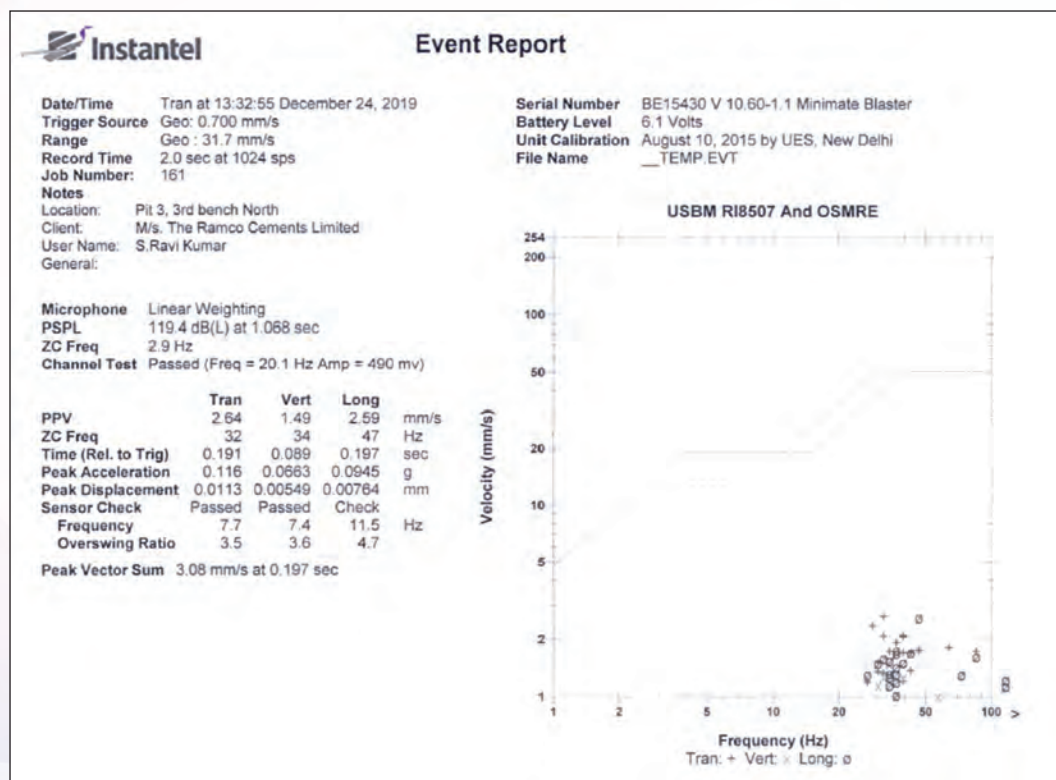 Instantel
Event Report
Date/Time Tran at 13:32:55 December 24, 2019
Trigger Source Geo: 0.700 mm/s
Range Geo : 31.7 mm/s
Record Time 2.0 sec at 1024 sps
Job Number: 161
Notes
Location: Pit 3, 3rd bench North
Client: M/s. The Ramco Cements Limited
User Name: S.Ravi Kumar
General:
Microphone Linear Weighting
PSPL 119.4 dB(L) at 1.068 sec
ZC Freq 2.9 Hz
Channel Test Passed (Freq = 20.1 Hz Amp = 490 mv)
Tran Vert Long
PPV 2.64 1.49 2.59 mm/s
ZC Freq 32 34 47 Hz
Time (Rel. to Trig) 0.191 0.089 0.197 sec
Peak Acceleration 0.116 0.0663 0.0945 g
Peak Displacement 0.0113 0.00549 0.00764 mm
Sensor Check Passed Passed Check
Frequency 7.7 7.4 11.5 Hz
Overswing Ratio 3.5 3.6 4.7
Peak Vector Sum 3.08 mm/s at 0.197 sec
Serial Number BE15430 V 10.60-1.1 Minimate Blaster
Battery Level 6.1 Volts
Unit Calibration August 10, 2015 by UES, New Delhi
File Name __TEMP.EVT
USBM RI8507 And OSMRE
254
200
100
50
20
10
5
2
1
Velocity (mm/s)
1 2 5 10 20 50 100 >
Frequency (Hz)
Tran: + Vert: x Long: ø